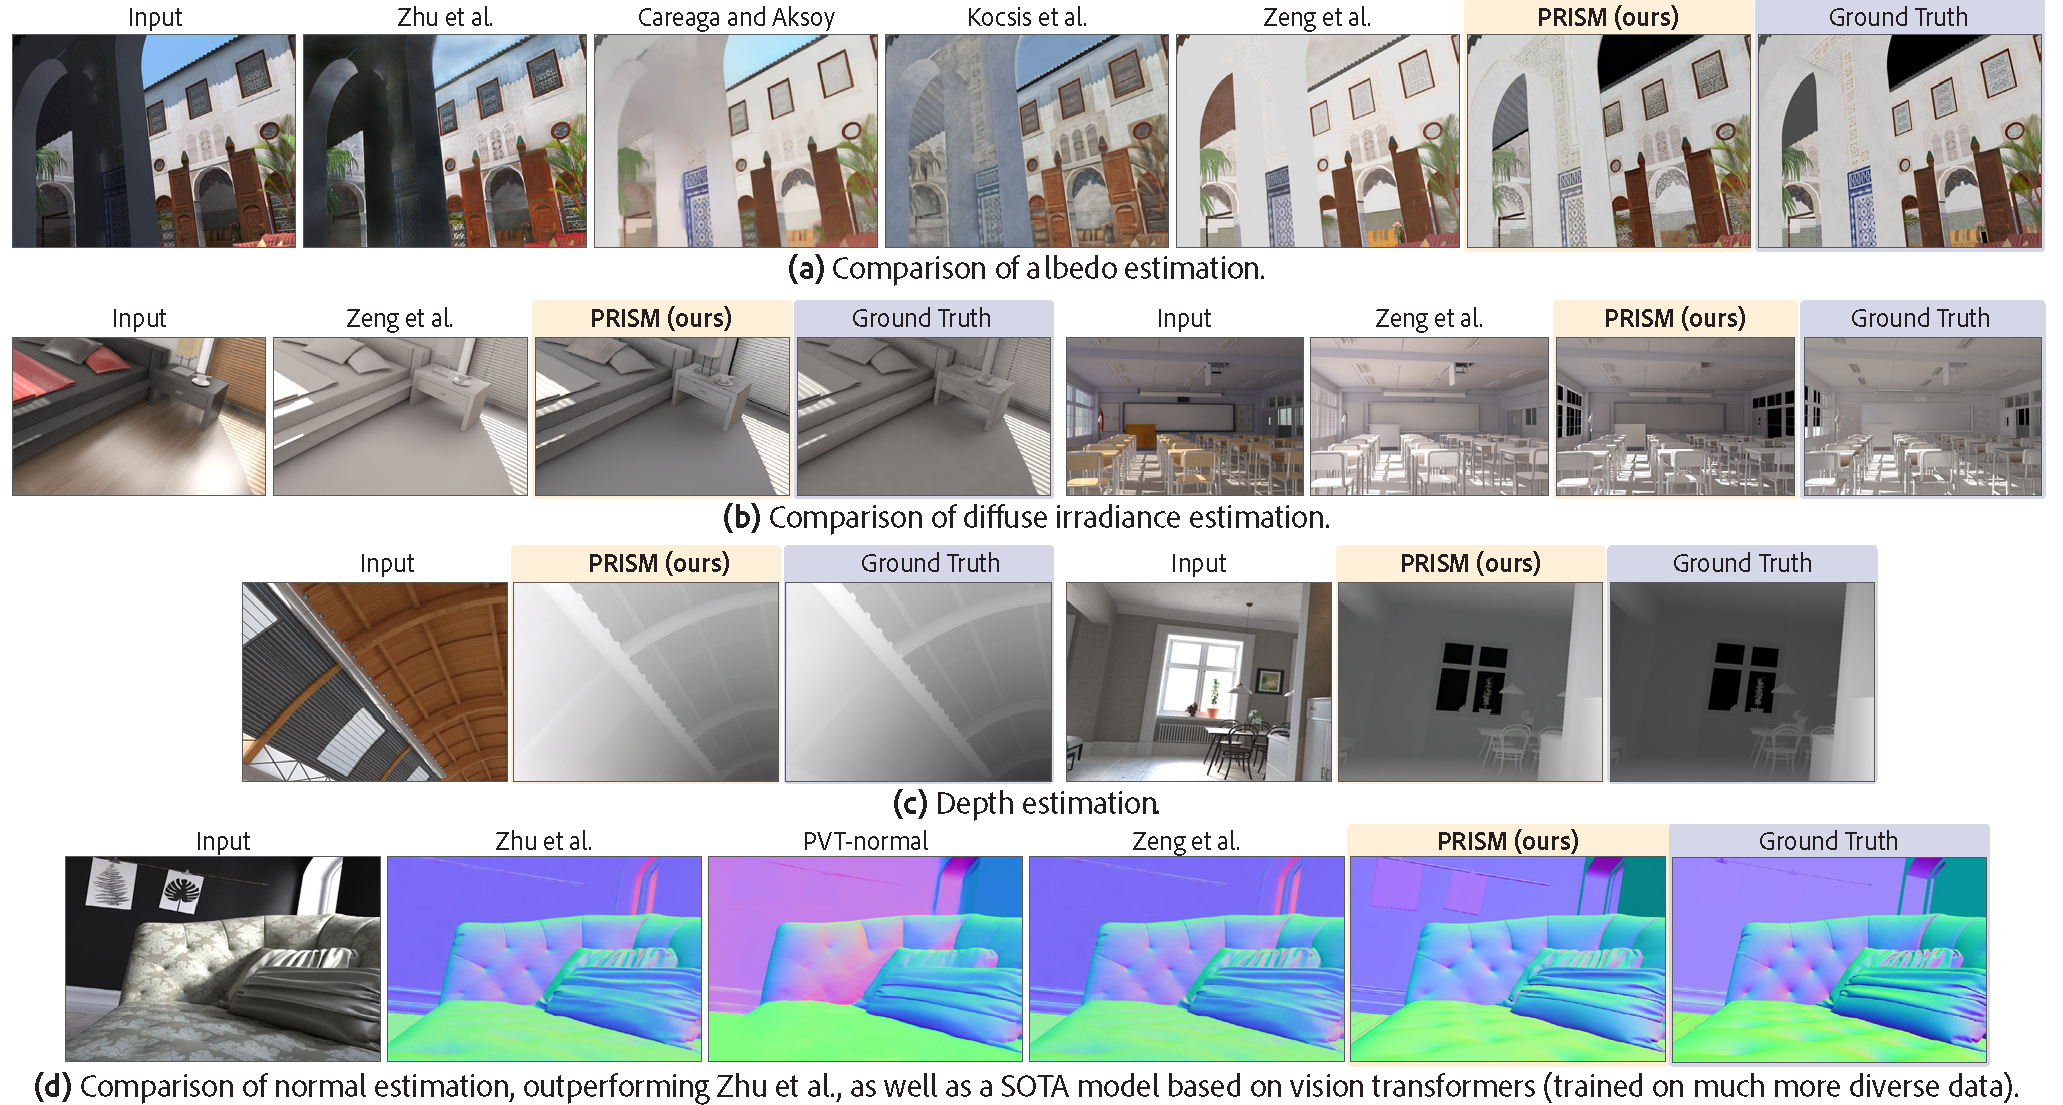 Input Zhu et al. Careaga and Aksoy Kocsis et al. Zeng et al. PRISM (ours) Ground Truth
(a) Comparison of albedo estimation.
Input Zeng et al. PRISM (ours) Ground Truth Input Zeng et al. PRISM (ours) Ground Truth
(b) Comparison of diffuse irradiance estimation.
Input PRISM (ours) Ground Truth Input PRISM (ours) Ground Truth
(c) Depth estimation.
Input Zhu et al. PVT-normal Zeng et al. PRISM (ours) Ground Truth
(d) Comparison of normal estimation, outperforming Zhu et al., as well as a SOTA model based on vision transformers (trained on much more diverse data).